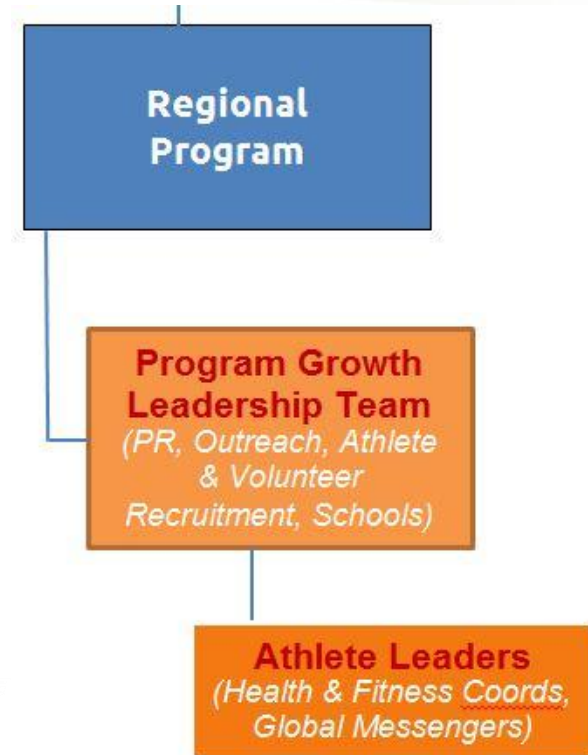 Regional
Program
Program Growth
Leadership Team
(PR, Outreach, Athlete
& Volunteer
Recruitment, Schools)
Athlete Leaders
(Health & Fitness Coords,
Global Messengers)